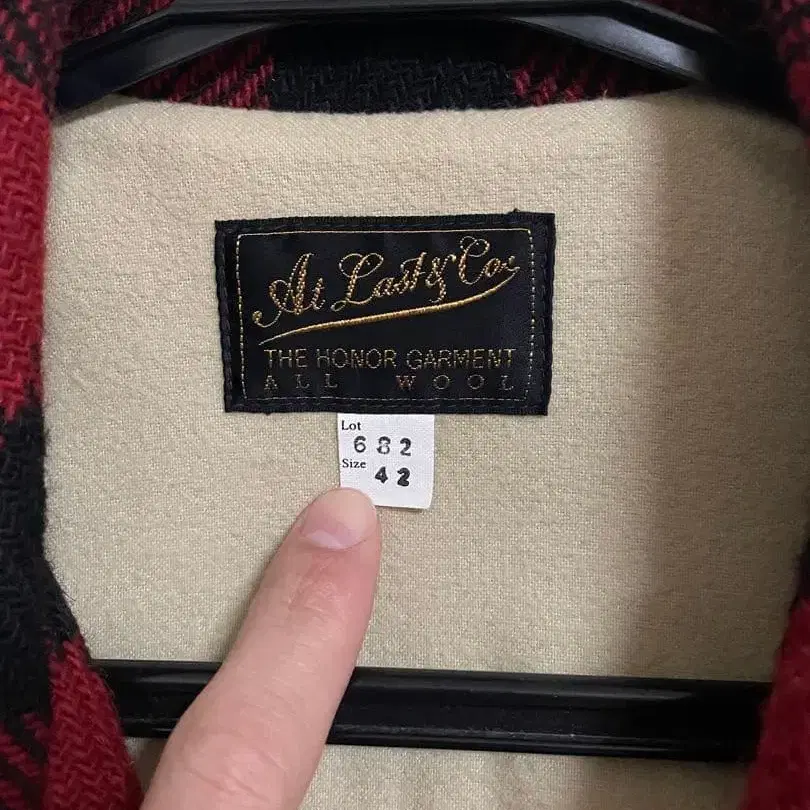 At Last & Co.
THE HONOR GARMENT
ALL WOOL
Lot
682
Size
42